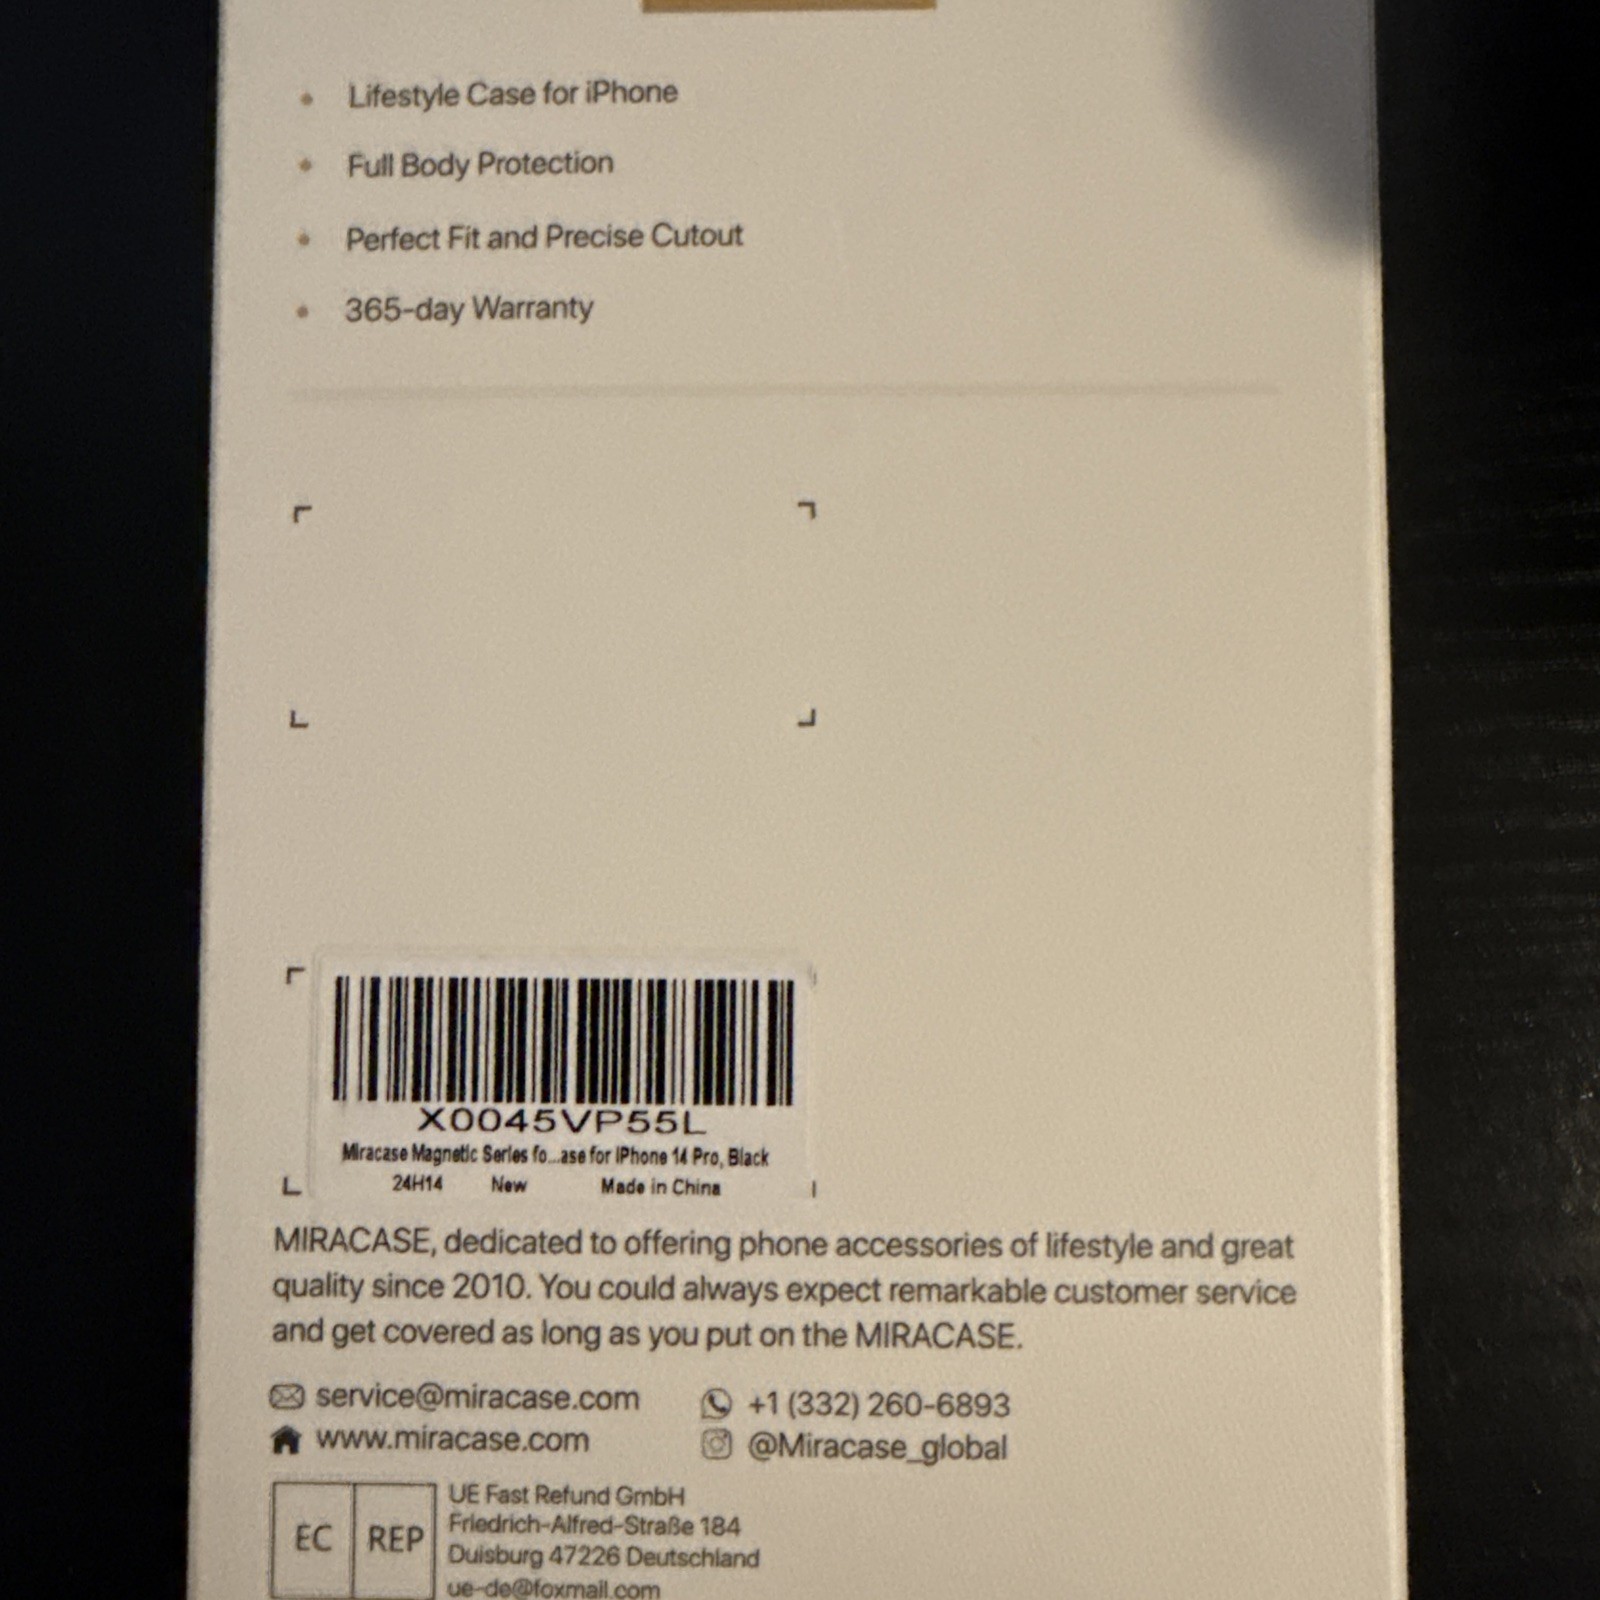 Lifestyle Case for iPhone
Full Body Protection
Perfect Fit and Precise Cutout
365-day Warranty
X0045VP55L
Miracase Magnetic Series fo...ase for iPhone 14 Pro, Black
24H14 New Made in China
MIRACASE, dedicated to offering phone accessories of lifestyle and great
quality since 2010. You could always expect remarkable customer service
and get covered as long as you put on the MIRACASE.
service@miracase.com +1 (332) 260-6893
www.miracase.com @Miracase_global
EC REP
UE Fast Refund GmbH
Friedrich-Alfred-Straße 184
Duisburg 47226 Deutschland
ue-de@foxmail.com